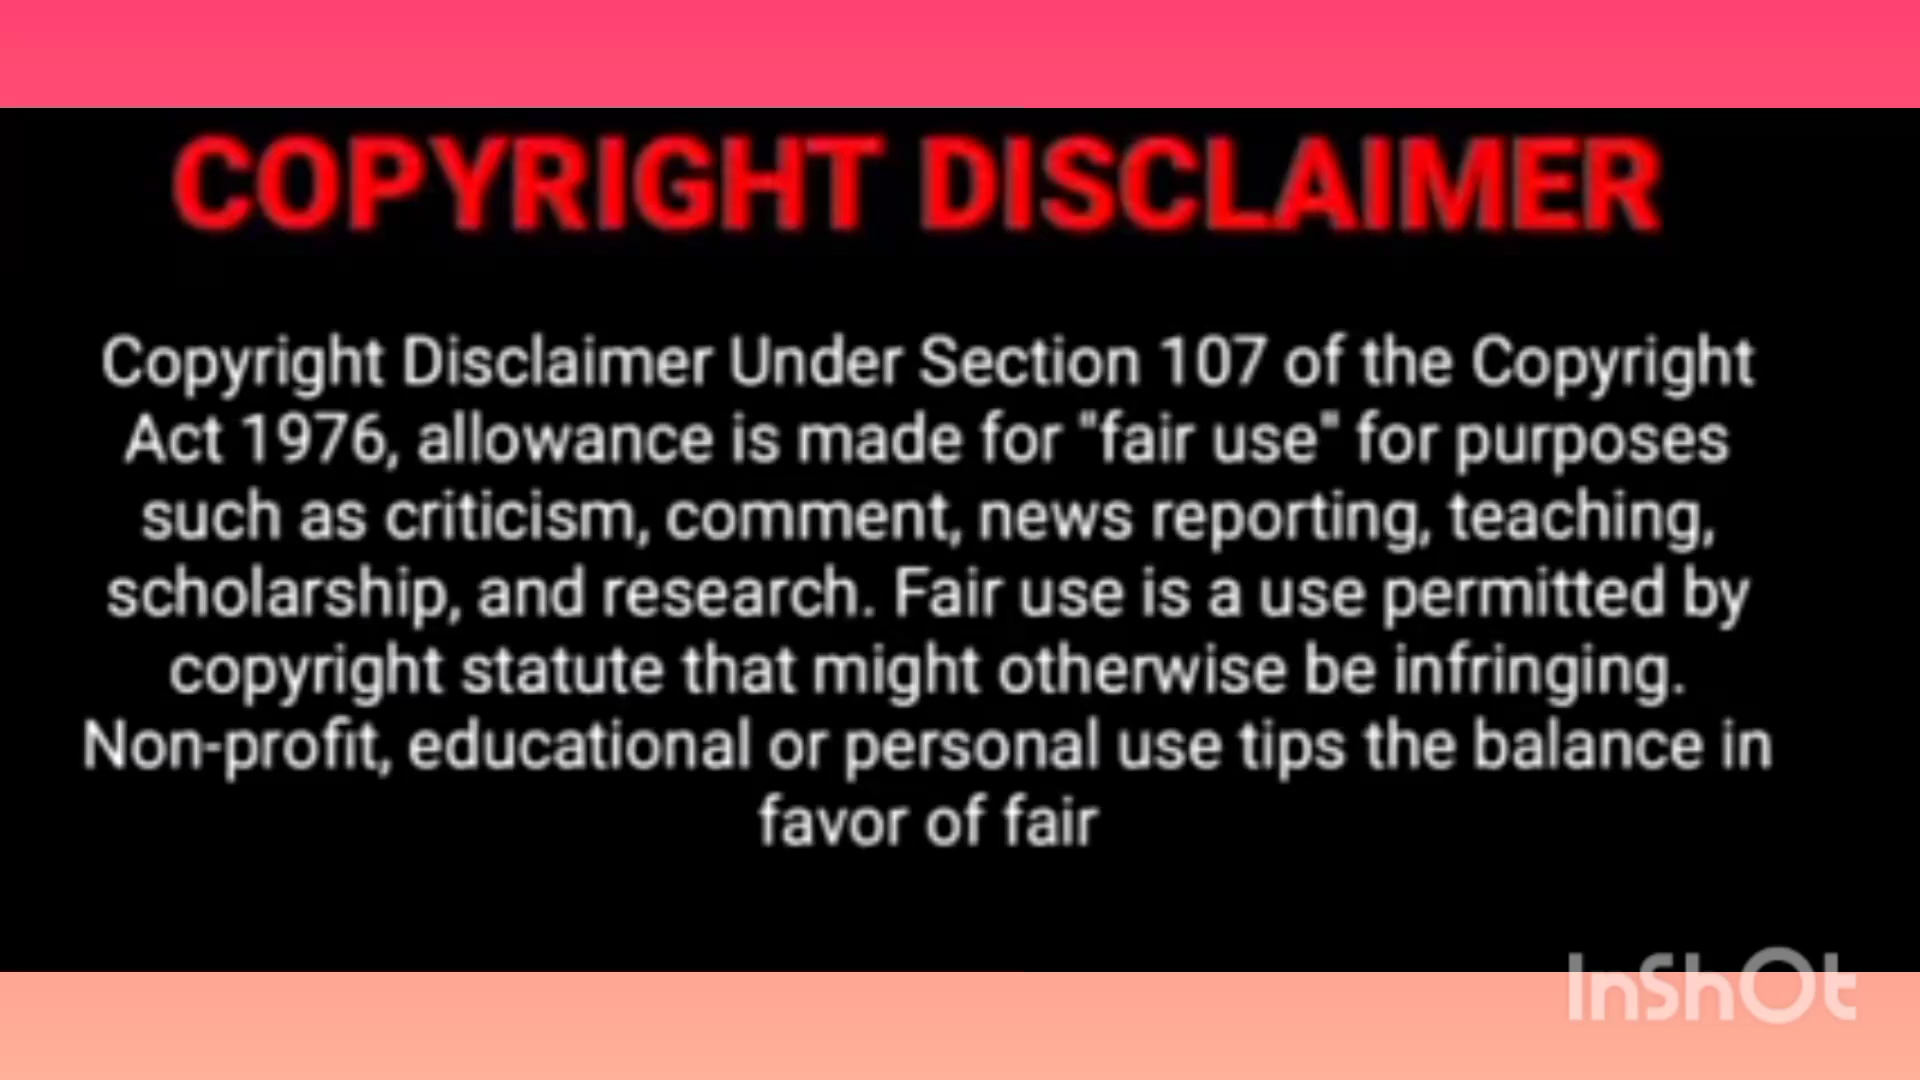 COPYRIGHT DISCLAIMER
Copyright Disclaimer Under Section 107 of the Copyright
Act 1976, allowance is made for "fair use" for purposes
such as criticism, comment, news reporting, teaching,
scholarship, and research. Fair use is a use permitted by
copyright statute that might otherwise be infringing.
Non-profit, educational or personal use tips the balance in
favor of fair
InShOt